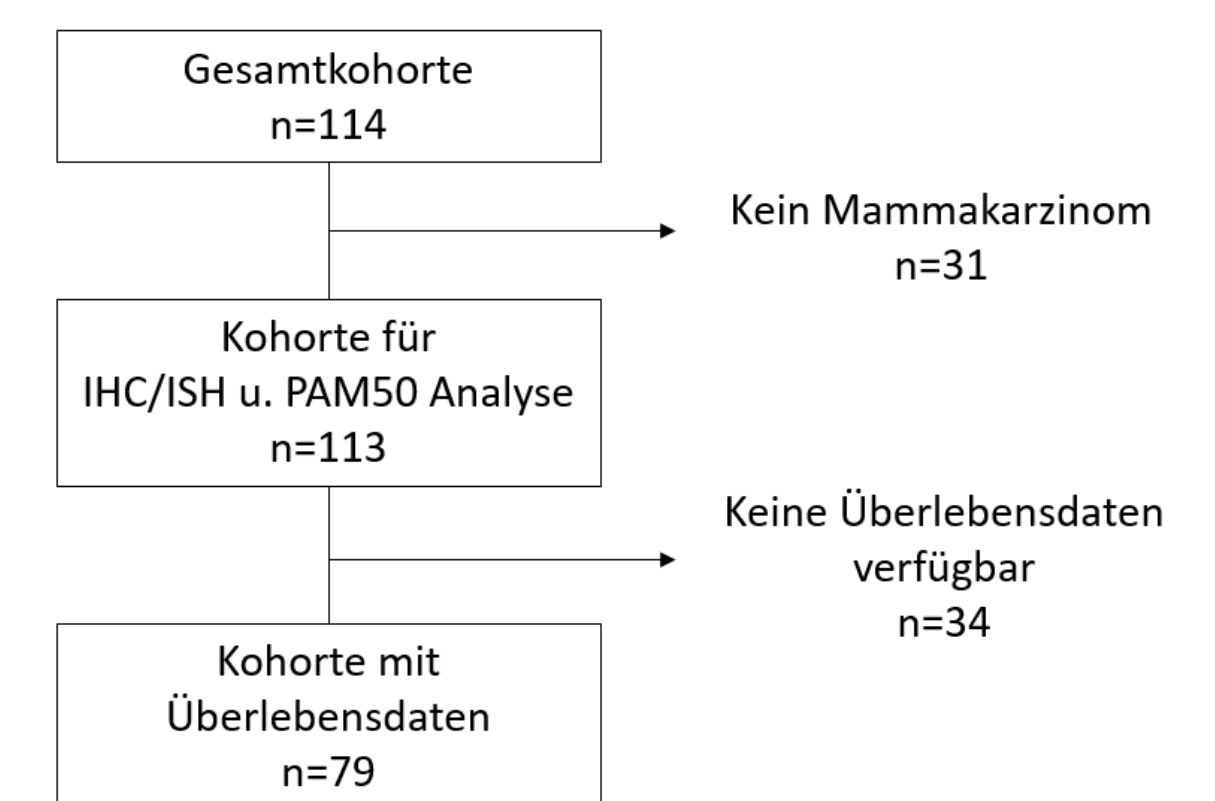 Gesamtkohorte
n=114
Kein Mammakarzinom
n=31
Kohorte für
IHC/ISH u. PAM50 Analyse
n=113
Keine Überlebensdaten
verfügbar
n=34
Kohorte mit
Überlebensdaten
n=79